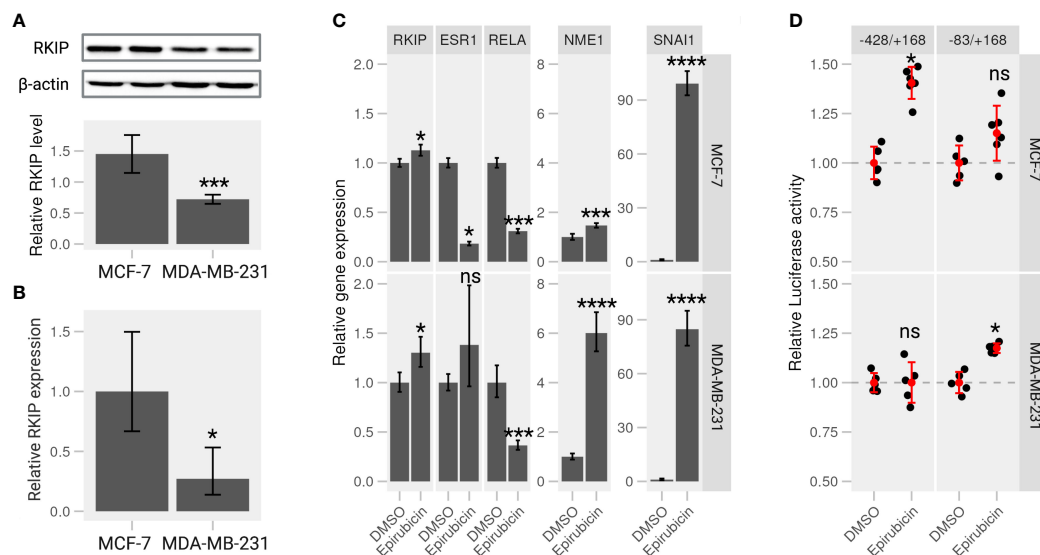 A
RKIP
β-actin
Relative RKIP level
1.5
1.0
0.5
0.0
***
MCF-7 MDA-MB-231
B
Relative RKIP expression
1.5
1.0
0.5
0.0
*
MCF-7 MDA-MB-231
C
RKIP ESR1 RELA NME1 SNAI1
Relative gene expression
2.0
1.5
1.0
0.5
0.0
* * ***
8
6
4
2
0
***
90
60
30
0
****
MCF-7
2.0
1.5
1.0
0.5
0.0
* ns ***
8
6
4
2
0
****
90
60
30
0
****
MDA-MB-231
DMSO Epirubicin DMSO Epirubicin DMSO Epirubicin DMSO Epirubicin DMSO Epirubicin
D
-428/+168 -83/+168
Relative Luciferase activity
1.50
1.25
1.00
0.75
0.50
* ns
MCF-7
1.50
1.25
1.00
0.75
0.50
ns *
MDA-MB-231
DMSO Epirubicin DMSO Epirubicin